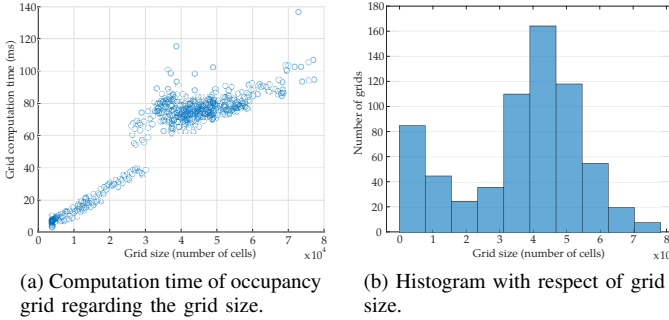 140
120
100
80
60
40
20
0
Grid computation time (ms)
0 1 2 3 4 5 6 7 8
Grid size (number of cells)
x10⁴
(a) Computation time of occupancy
grid regarding the grid size.
180
160
140
120
100
80
60
40
20
0
Number of grids
0 1 2 3 4 5 6 7 8
Grid size (number of cells)
x10⁴
(b) Histogram with respect of grid
size.